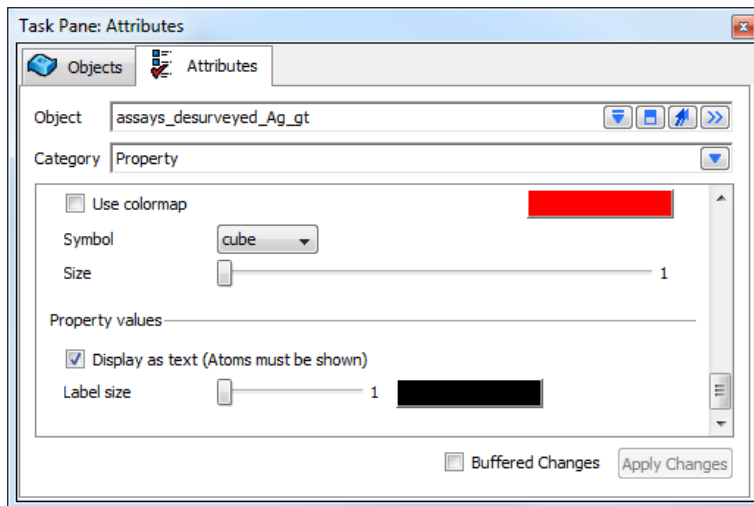 Task Pane: Attributes
Objects Attributes
Object assays_desurveyed_Ag_gt
Category Property
Use colormap
Symbol cube
Size 1
Property values
Display as text (Atoms must be shown)
Label size 1
Buffered Changes Apply Changes